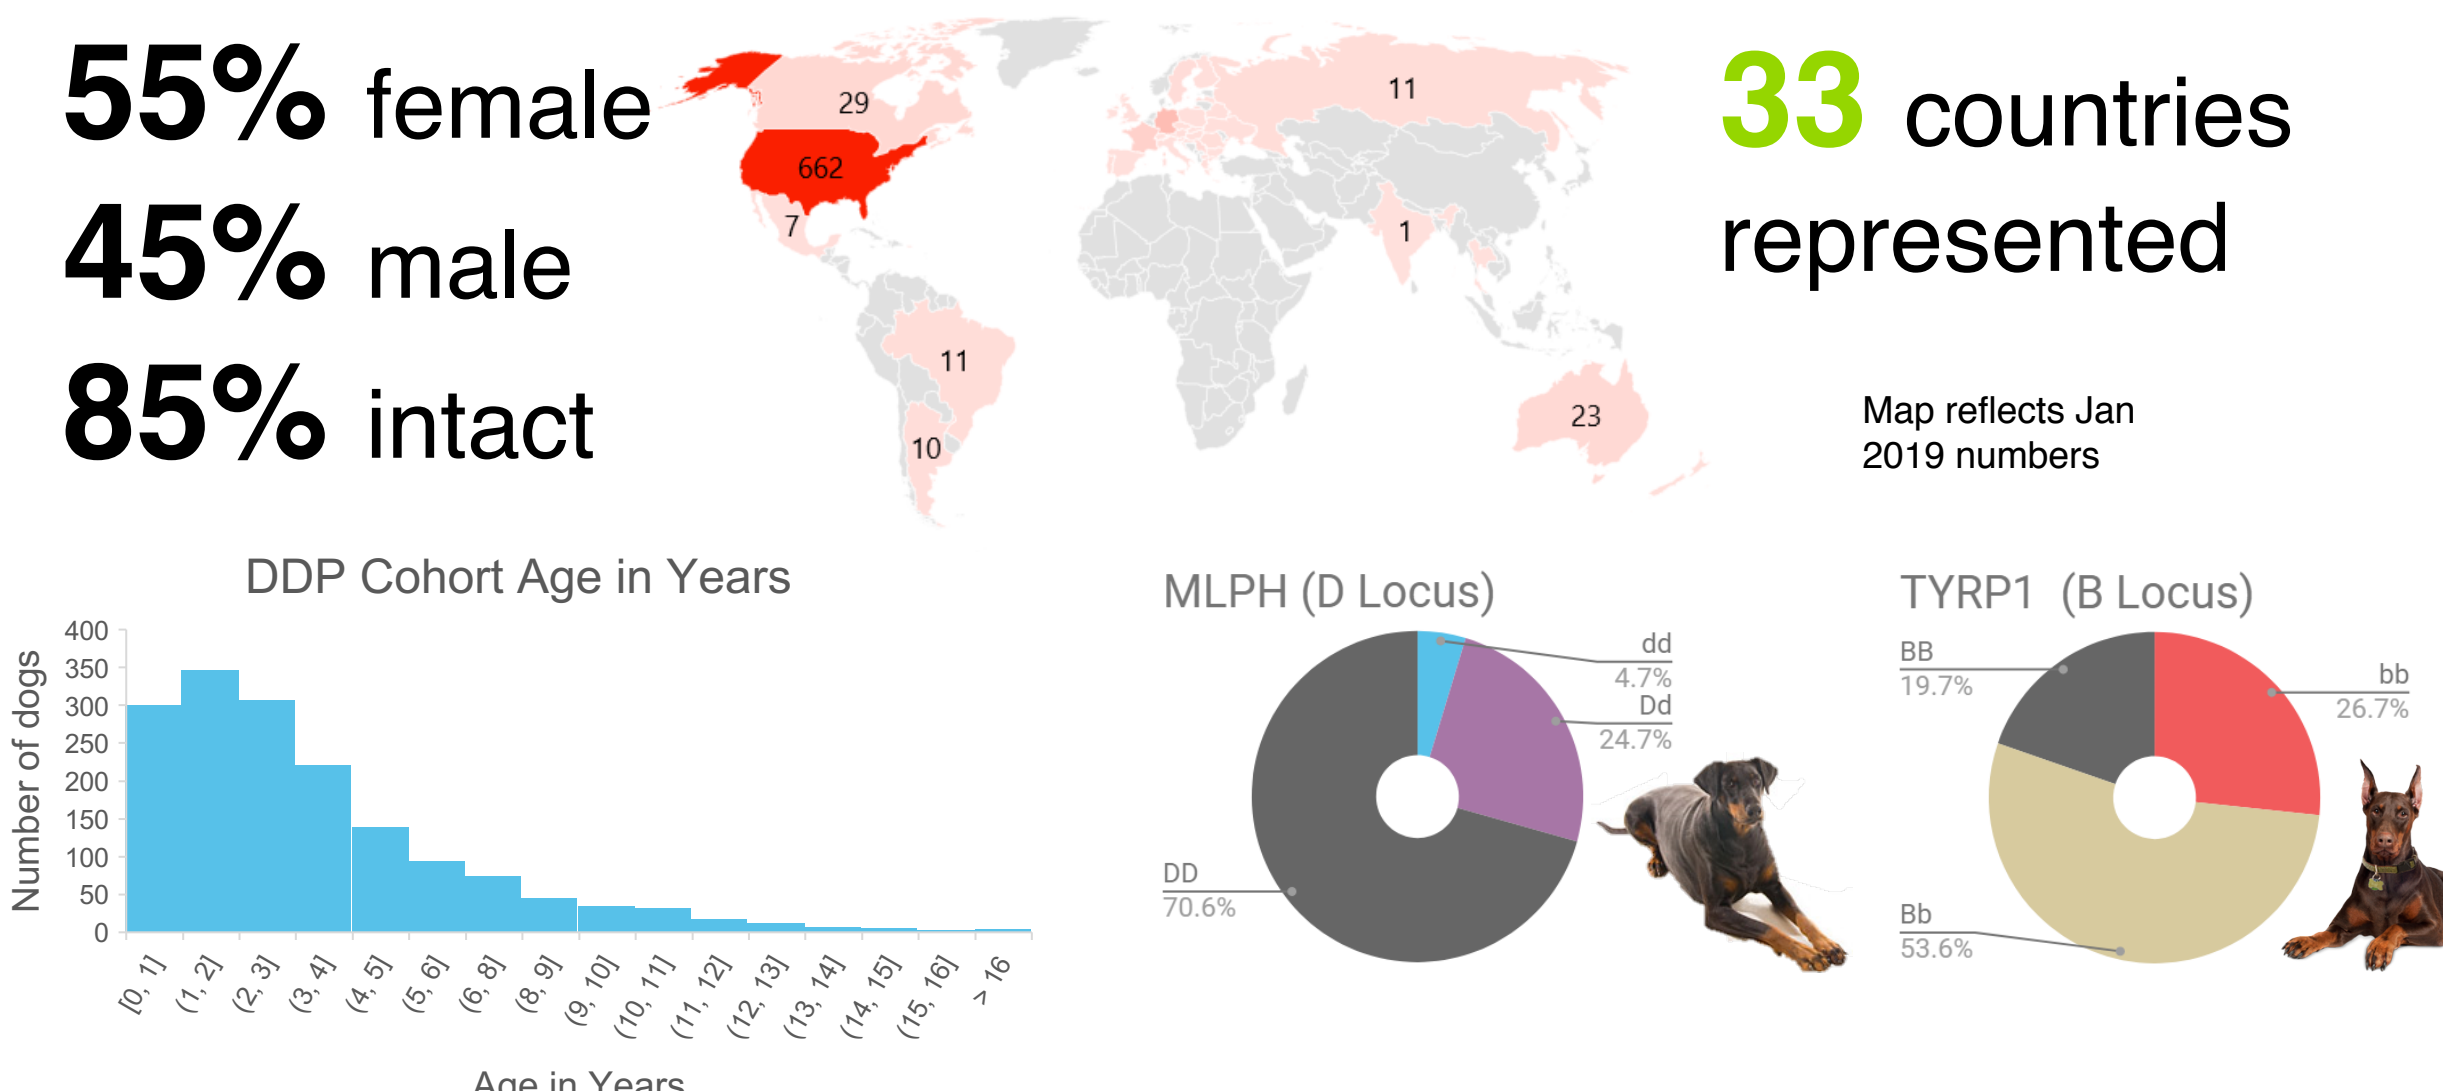 55% female
45% male
85% intact
29
662
7
11
10
11
1
23
33 countries
represented
Map reflects Jan
2019 numbers
DDP Cohort Age in Years
Number of dogs
400
350
300
250
200
150
100
50
0
[0, 1]
(1, 2]
(2, 3]
(3, 4]
(4, 5]
(5, 6]
(6, 8]
(8, 9]
(9, 10]
(10, 11]
(11, 12]
(12, 13]
(13, 14]
(14, 15]
(15, 16]
> 16
Age in Years
MLPH (D Locus)
dd
4.7%
Dd
24.7%
DD
70.6%
TYRP1 (B Locus)
BB
19.7%
bb
26.7%
Bb
53.6%